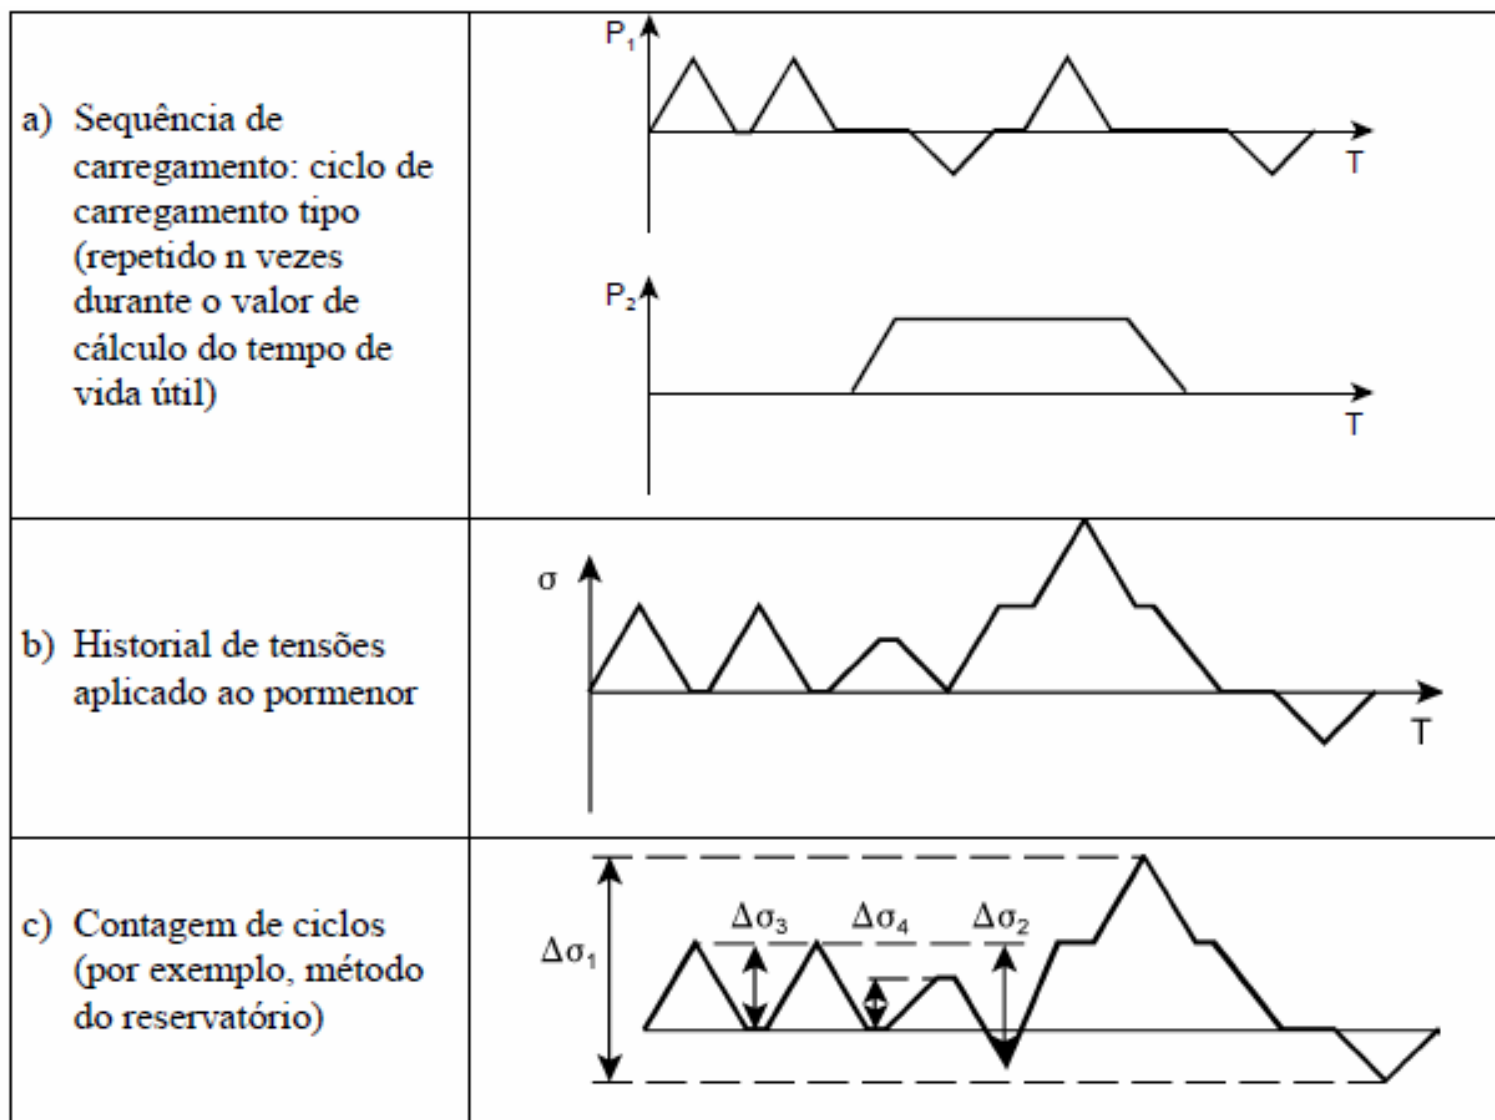 a) Sequência de
carregamento: ciclo de
carregamento tipo
(repetido n vezes
durante o valor de
cálculo do tempo de
vida útil)
P₁
T
P₂
T
b) Historial de tensões
aplicado ao pormenor
σ
T
c) Contagem de ciclos
(por exemplo, método
do reservatório)
Δσ₁
Δσ₃
Δσ₄
Δσ₂